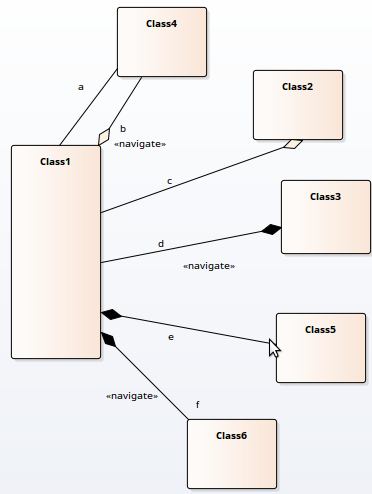 Class4
a
Class2
b
«navigate»
Class1
c
Class3
d
«navigate»
Class5
e
«navigate»
f
Class6